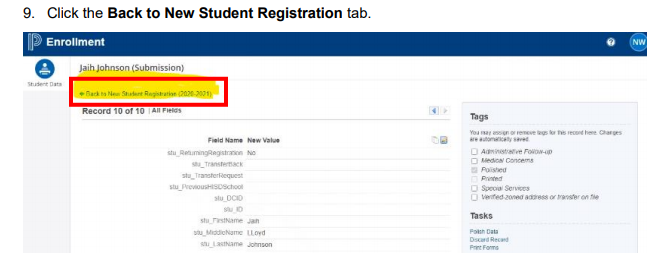 9. Click the Back to New Student Registration tab.
Enrollment
? NW
Student Data
Jaih Johnson (Submission)
Back to New Student Registration (2020-2021)
Record 10 of 10 | All Fields
Field Name New Value
stu_ReturningRegistration No
stu_TransferBack
stu_TransferRequest
stu_PreviousHISDSchool
stu_DCID
stu_ID
stu_FirstName Jaih
stu_MiddleName LLoyd
stu_LastName Johnson
Tags
You may assign or remove tags for this record here. Changes
are automatically saved.
Administrative Follow-up
Medical Concerns
Polished
Printed
Special Services
Verified zoned address or transfer on file
Tasks
Polish Data
Discard Record
Print Forms